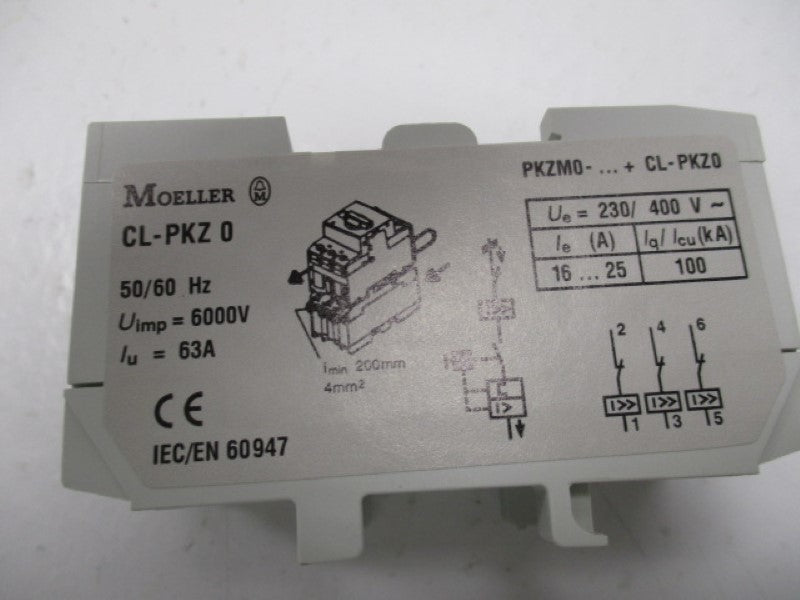 MOELLER
CL-PKZ 0
50/60 Hz
Uimp = 6000V
Iu = 63A
CE
IEC/EN 60947
lmin 200mm
4mm²
PKZM0- ... + CL-PKZ0
Ue = 230/ 400 V ~
Ie (A) Iq/ Icu(kA)
16 ... 25 100
2 4 6
I>
I>> I>> I>>
1 3 5